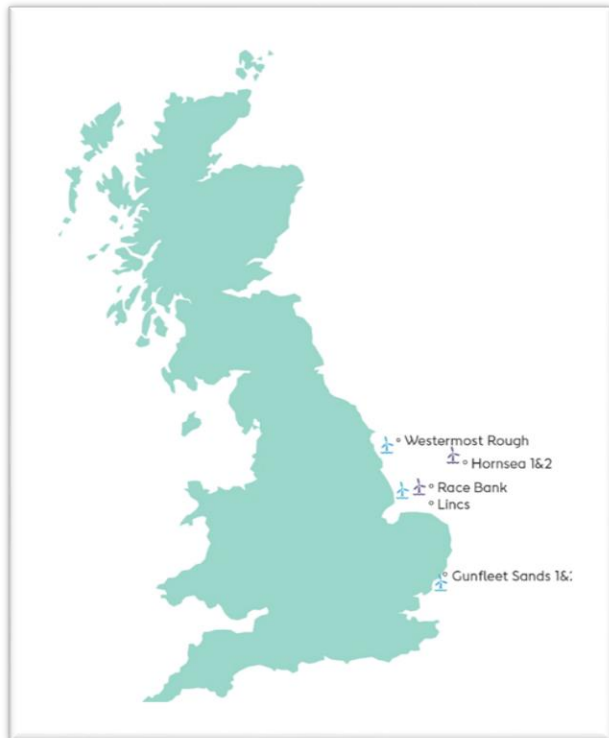 Westermost Rough
Hornsea 1&2
Race Bank
Lincs
Gunfleet Sands 1&